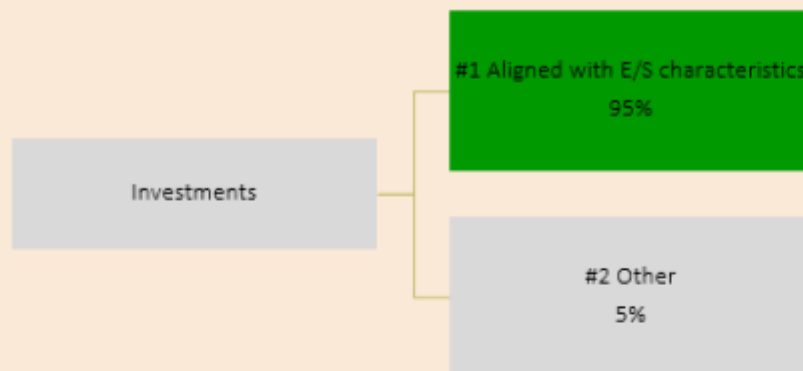 #1 Aligned with E/S characteristics
95%
Investments
#2 Other
5%